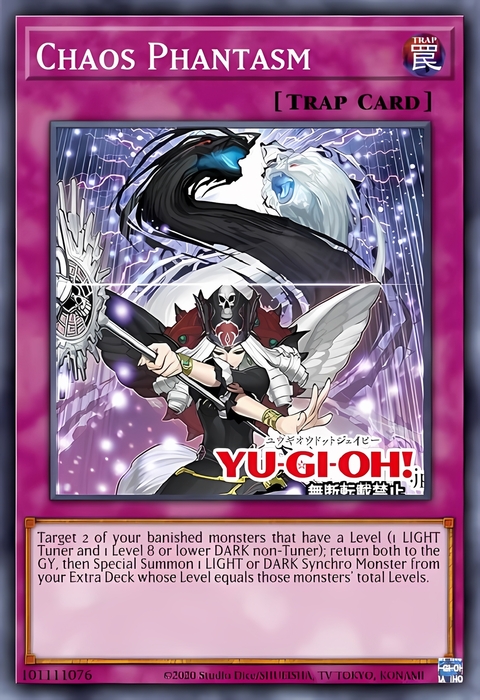 CHAOS PHANTASM
TRAP
罠
[TRAP CARD]
ユウギオウドットジェイピー
YU-GI-OH!
無断転載禁止
Target 2 of your banished monsters that have a Level (1 LIGHT
Tuner and 1 Level 8 or lower DARK non-Tuner); return both to the
GY, then Special Summon 1 LIGHT or DARK Synchro Monster from
your Extra Deck whose Level equals those monsters' total Levels.
101111076
©2020 Studio Dice/SHUEISHA, TV TOKYO, KONAMI